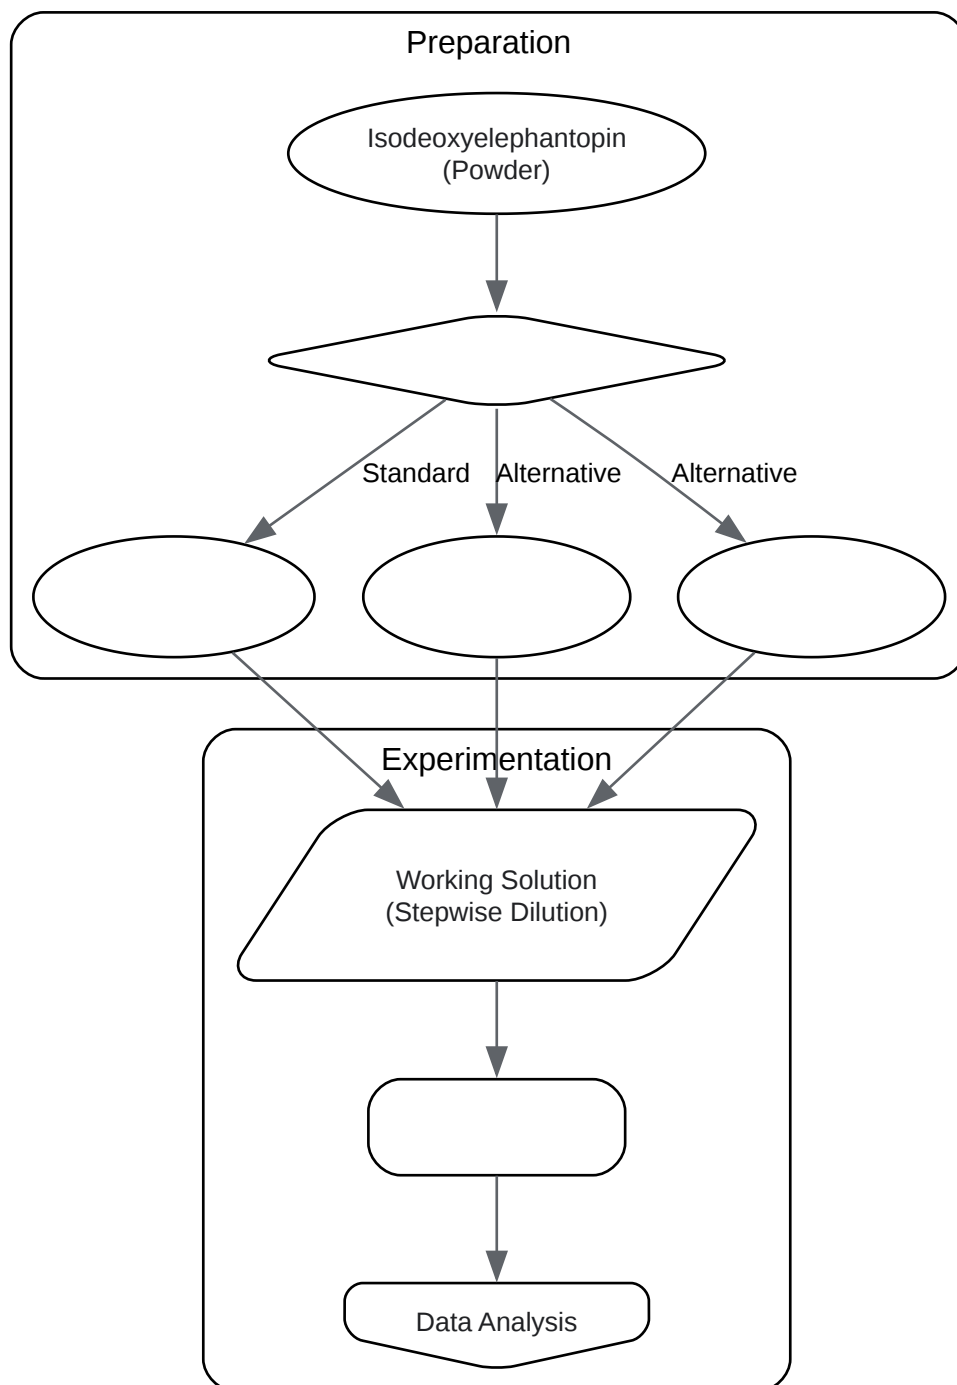 Preparation
Isodeoxyelephantopin
(Powder)
Standard
Alternative
Alternative
Experimentation
Working Solution
(Stepwise Dilution)
Data Analysis